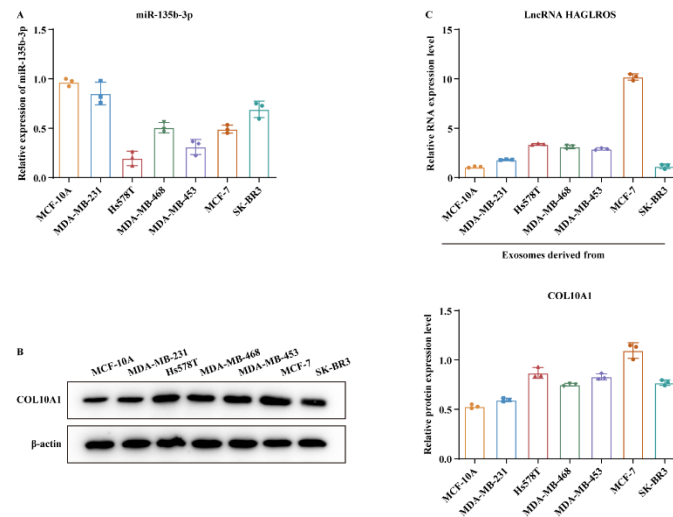 A
miR-135b-3p
Relative expression of miR-135b-3p
1.5
1.0
0.5
0.0
MCF-10A
MDA-MB-231
Hs578T
MDA-MB-468
MDA-MB-453
MCF-7
SK-BR3
C
LncRNA HAGLROS
Relative RNA expression level
15
10
5
0
MCF-10A
MDA-MB-231
Hs578T
MDA-MB-468
MDA-MB-453
MCF-7
SK-BR3
Exosomes derived from
B
MCF-10A
MDA-MB-231
Hs578T
MDA-MB-468
MDA-MB-453
MCF-7
SK-BR3
COL10A1
β-actin
COL10A1
Relative protein expression level
1.5
1.0
0.5
0.0
MCF-10A
MDA-MB-231
Hs578T
MDA-MB-468
MDA-MB-453
MCF-7
SK-BR3